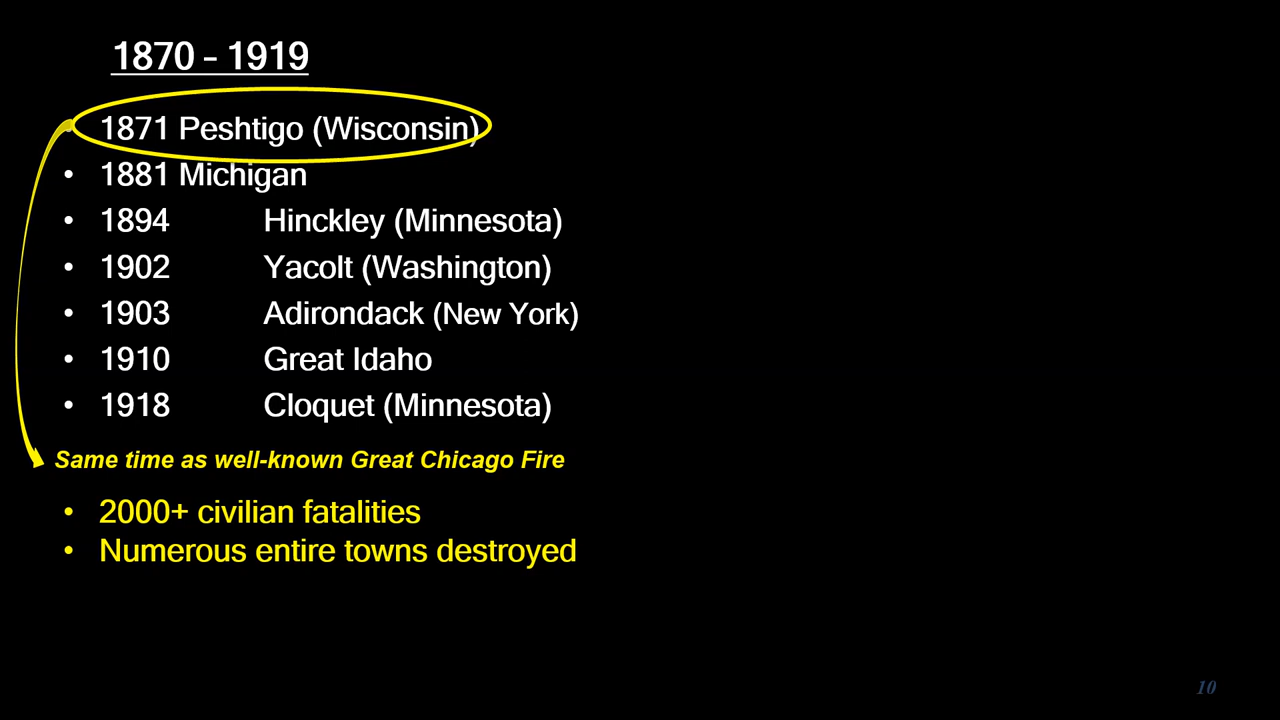 1870 – 1919
1871 Peshtigo (Wisconsin)
• 1881 Michigan
• 1894 Hinckley (Minnesota)
• 1902 Yacolt (Washington)
• 1903 Adirondack (New York)
• 1910 Great Idaho
• 1918 Cloquet (Minnesota)
Same time as well-known Great Chicago Fire
• 2000+ civilian fatalities
• Numerous entire towns destroyed
10